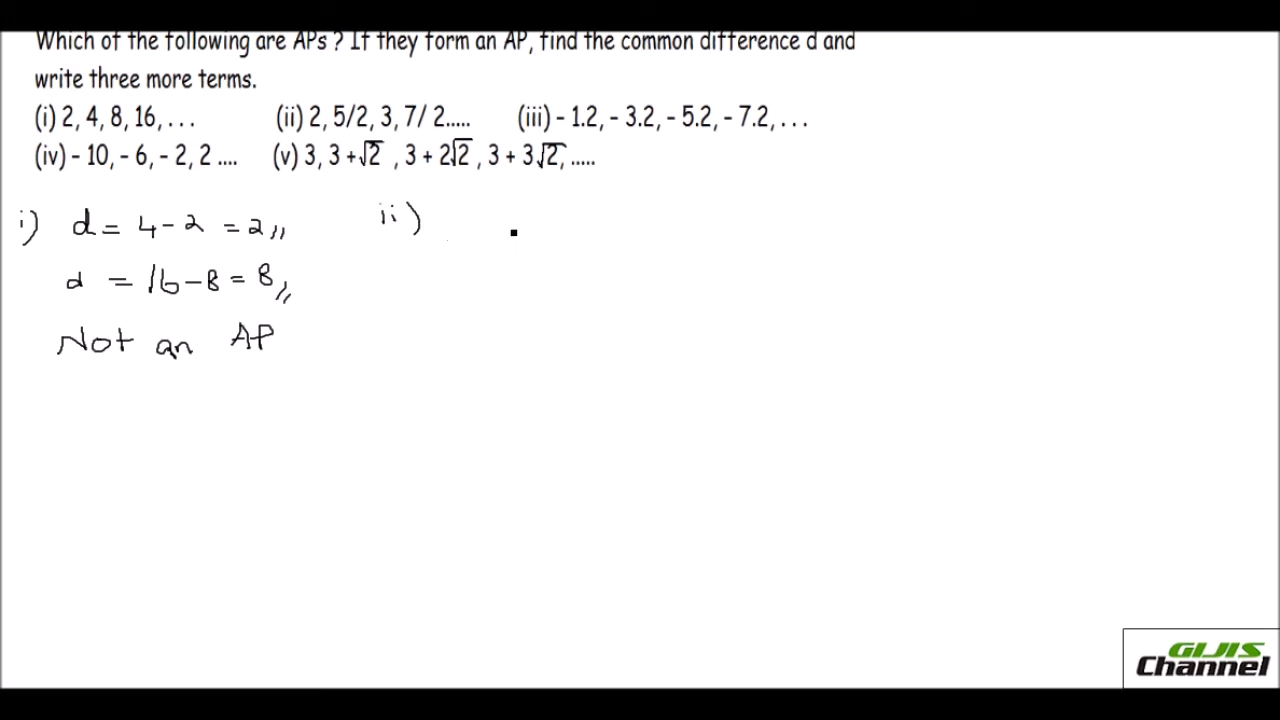 Which of the following are APs ? If they form an AP, find the common difference d and
write three more terms.
(i) 2, 4, 8, 16, . . . (ii) 2, 5/2, 3, 7/ 2..... (iii) - 1.2, - 3.2, - 5.2, - 7.2, . . .
(iv) - 10, - 6, - 2, 2 .... (v) 3, 3 + √2 , 3 + 2√2 , 3 + 3√2, .....
i) d = 4 - 2 = 2,, ii)
d = 16 - 8 = 8,,
Not an AP
GIJIS
Channel